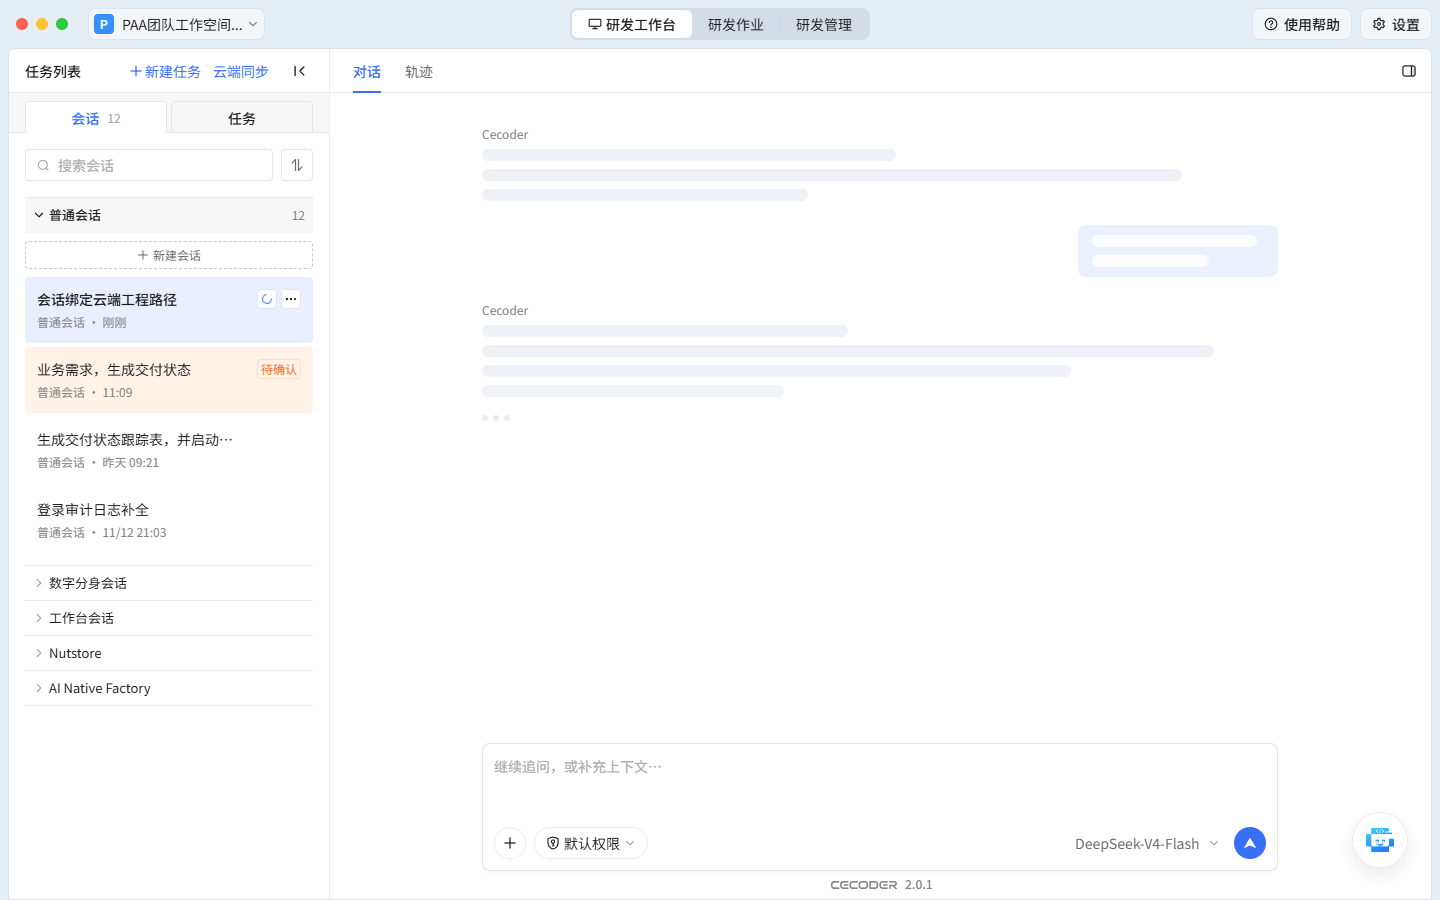 P PAA团队工作空间...
研发工作台 研发作业 研发管理
使用帮助 设置
任务列表 新建任务 云端同步
对话 轨迹
会话 12 任务
搜索会话
普通会话 12
新建会话
会话绑定云端工程路径
普通会话 · 刚刚
业务需求，生成交付状态 待确认
普通会话 · 11:09
生成交付状态跟踪表，并启动···
普通会话 · 昨天 09:21
登录审计日志补全
普通会话 · 11/12 21:03
数字分身会话
工作台会话
Nutstore
AI Native Factory
Cecoder
Cecoder
继续追问，或补充上下文···
默认权限 DeepSeek-V4-Flash
CECODER 2.0.1